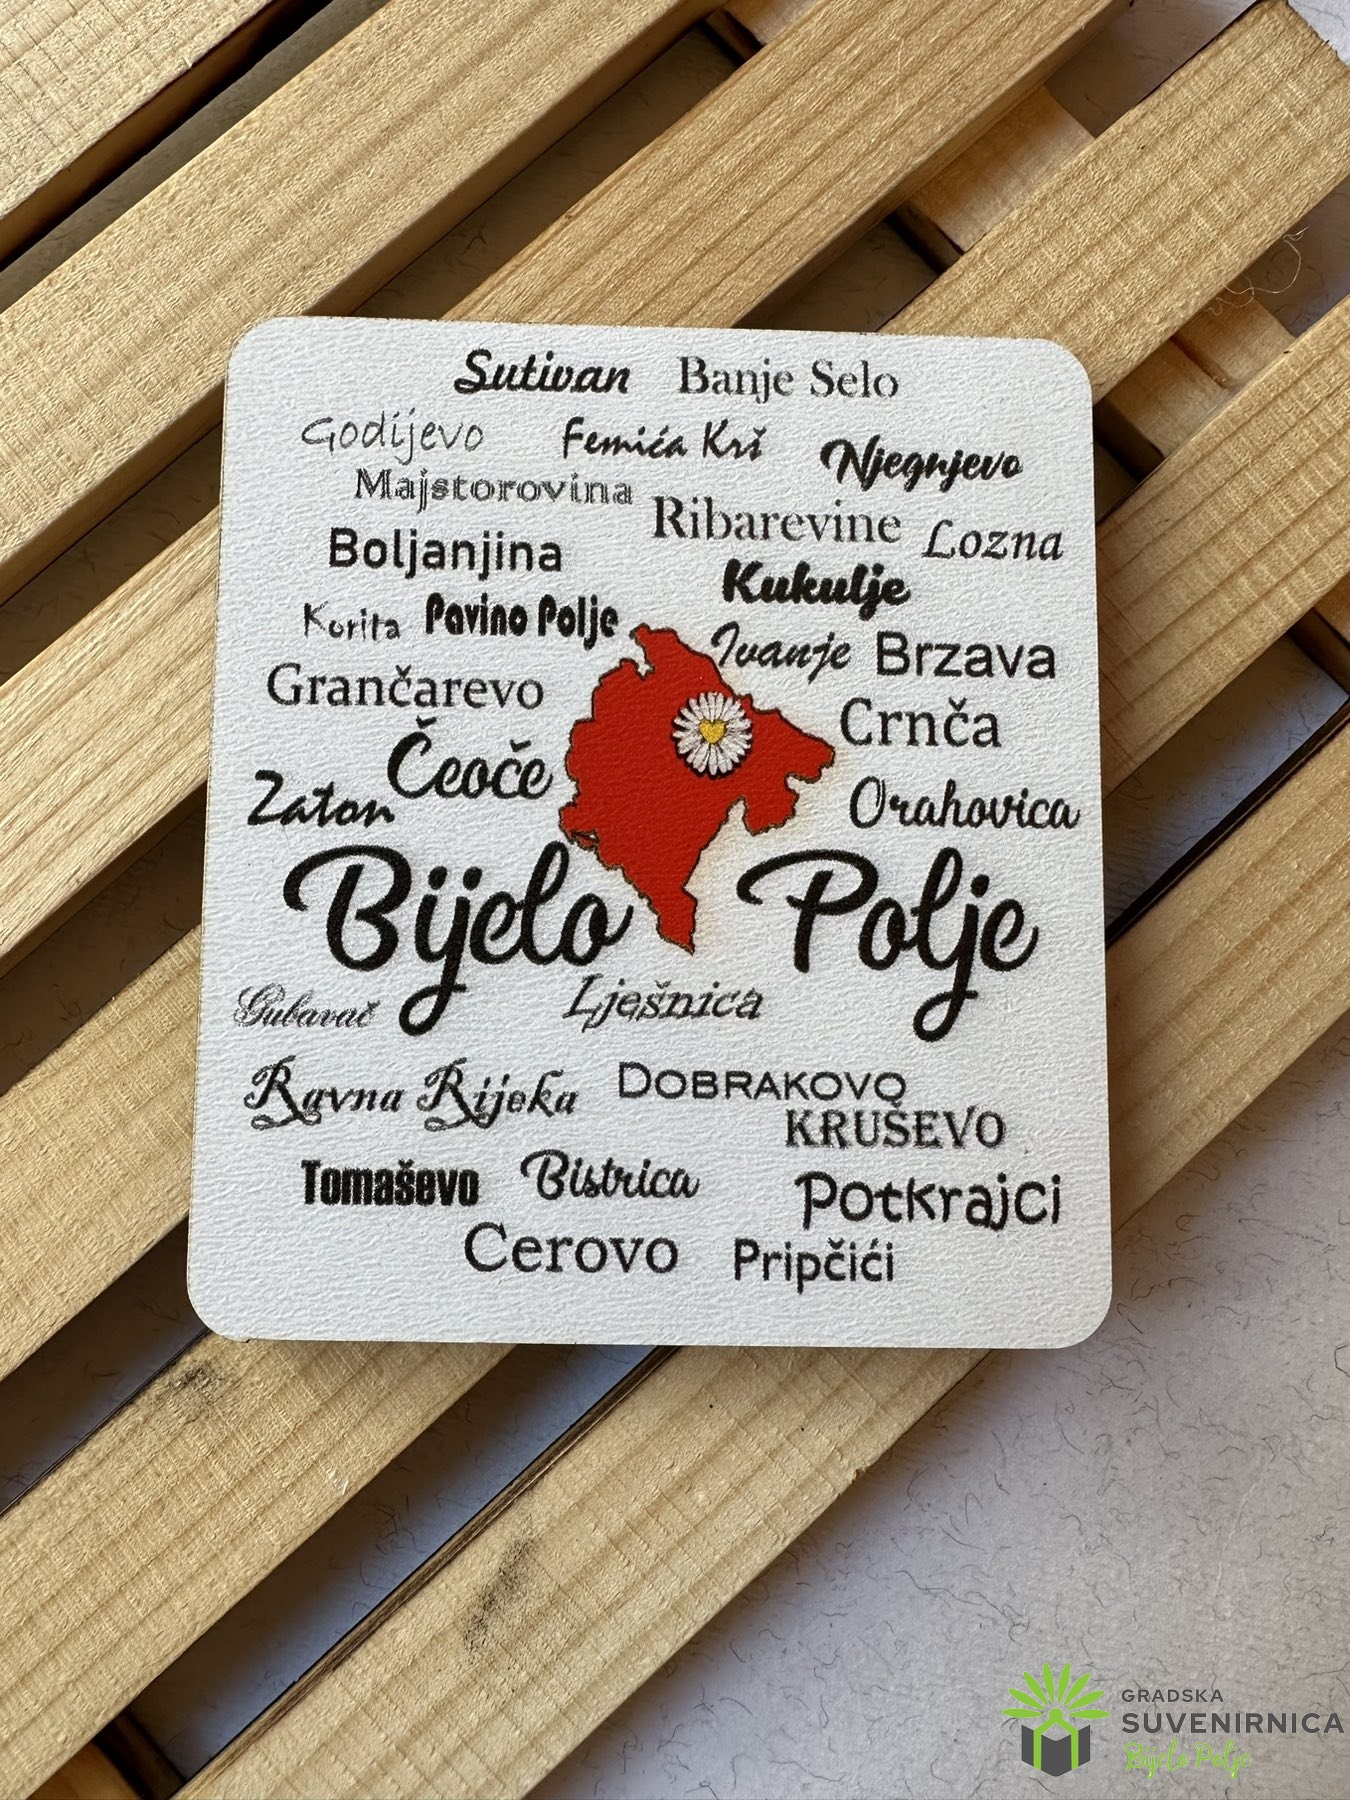 Sutivan Banje Selo
Godijevo Femića Krš Njegnjevo
Majstorovina Ribarevine Lozna
Boljanjina Kukulje
Korita Pavino Polje Ivanje Brzava
Grančarevo Crnča
Čeoče
Zaton Orahovica
Bijelo Polje
Gubavač Lješnica
Ravna Rijeka DOBRAKOVO
KRUŠEVO
Tomaševo Bistrica Potkrajci
Cerovo Pripčići
GRADSKA
SUVENIRNICA
Bijelo Polje